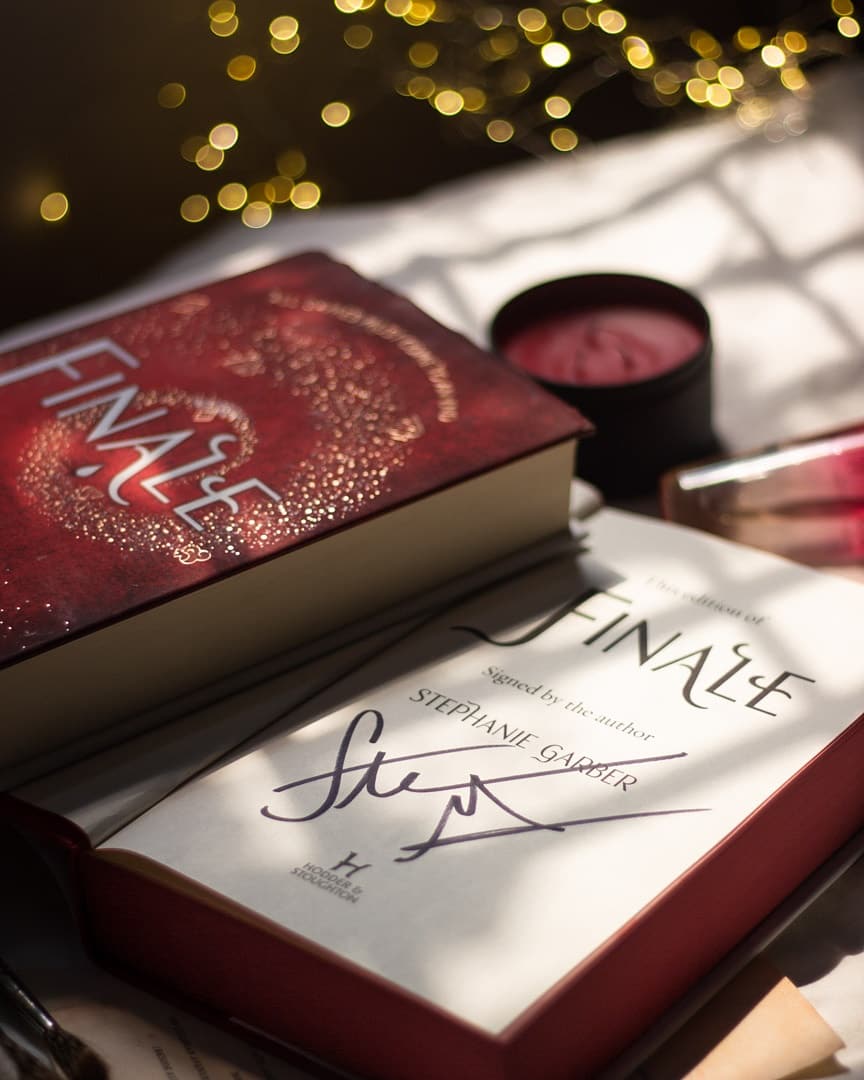 FINALE
This edition of
FINALE
Signed by the author
STEPHANIE GARBER
HODDER &
STOUGHTON